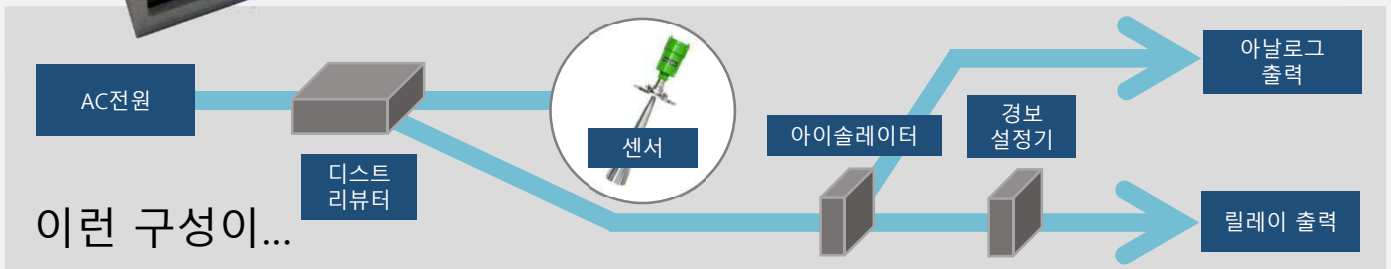 AC전원
디스트
리뷰터
센서
아이솔레이터
경보
설정기
아날로그
출력
릴레이 출력
이런 구성이...